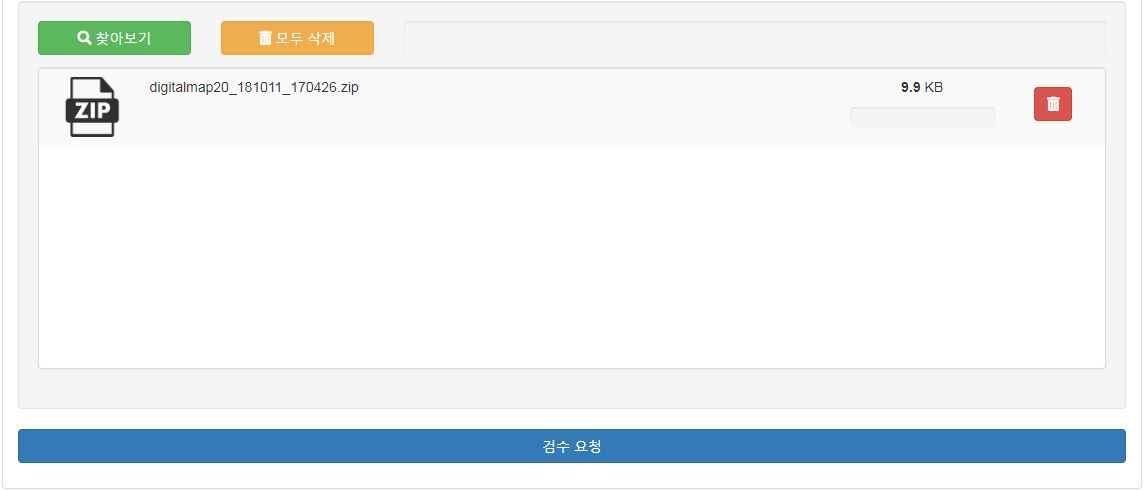 찾아보기
모두 삭제
ZIP
digitalmap20_181011_170426.zip
9.9 KB
검수 요청